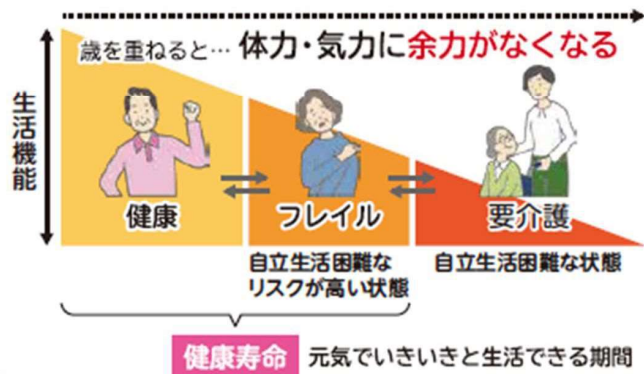 歳を重ねると… 体力・気力に余力がなくなる
生活機能
健康
フレイル
要介護
自立生活困難な
リスクが高い状態
自立生活困難な状態
健康寿命 元気でいきいきと生活できる期間